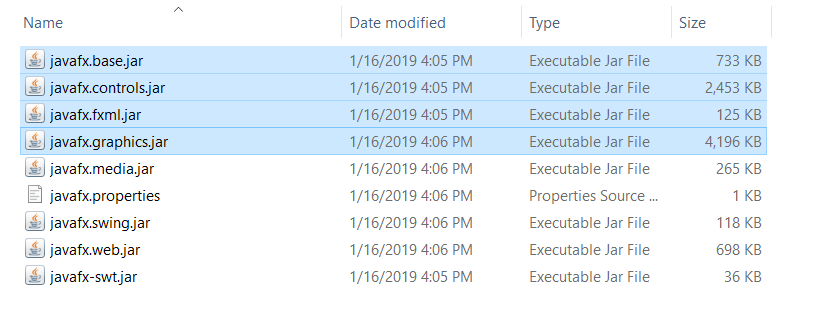 Name Date modified Type Size
javafx.base.jar 1/16/2019 4:05 PM Executable Jar File 733 KB
javafx.controls.jar 1/16/2019 4:05 PM Executable Jar File 2,453 KB
javafx.fxml.jar 1/16/2019 4:05 PM Executable Jar File 125 KB
javafx.graphics.jar 1/16/2019 4:06 PM Executable Jar File 4,196 KB
javafx.media.jar 1/16/2019 4:06 PM Executable Jar File 265 KB
javafx.properties 1/16/2019 4:06 PM Properties Source ... 1 KB
javafx.swing.jar 1/16/2019 4:06 PM Executable Jar File 118 KB
javafx.web.jar 1/16/2019 4:06 PM Executable Jar File 698 KB
javafx-swt.jar 1/16/2019 4:05 PM Executable Jar File 36 KB